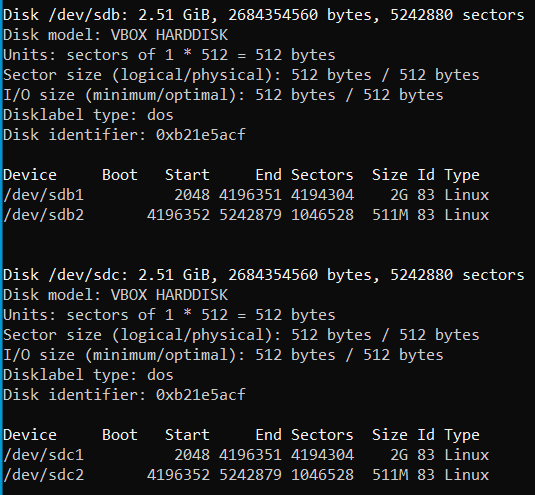 Disk /dev/sdb: 2.51 GiB, 2684354560 bytes, 5242880 sectors
Disk model: VBOX HARDDISK
Units: sectors of 1 * 512 = 512 bytes
Sector size (logical/physical): 512 bytes / 512 bytes
I/O size (minimum/optimal): 512 bytes / 512 bytes
Disklabel type: dos
Disk identifier: 0xb21e5acf
Device     Boot   Start     End Sectors  Size Id Type
/dev/sdb1          2048 4196351 4194304    2G 83 Linux
/dev/sdb2       4196352 5242879 1046528  511M 83 Linux
Disk /dev/sdc: 2.51 GiB, 2684354560 bytes, 5242880 sectors
Disk model: VBOX HARDDISK
Units: sectors of 1 * 512 = 512 bytes
Sector size (logical/physical): 512 bytes / 512 bytes
I/O size (minimum/optimal): 512 bytes / 512 bytes
Disklabel type: dos
Disk identifier: 0xb21e5acf
Device     Boot   Start     End Sectors  Size Id Type
/dev/sdc1          2048 4196351 4194304    2G 83 Linux
/dev/sdc2       4196352 5242879 1046528  511M 83 Linux